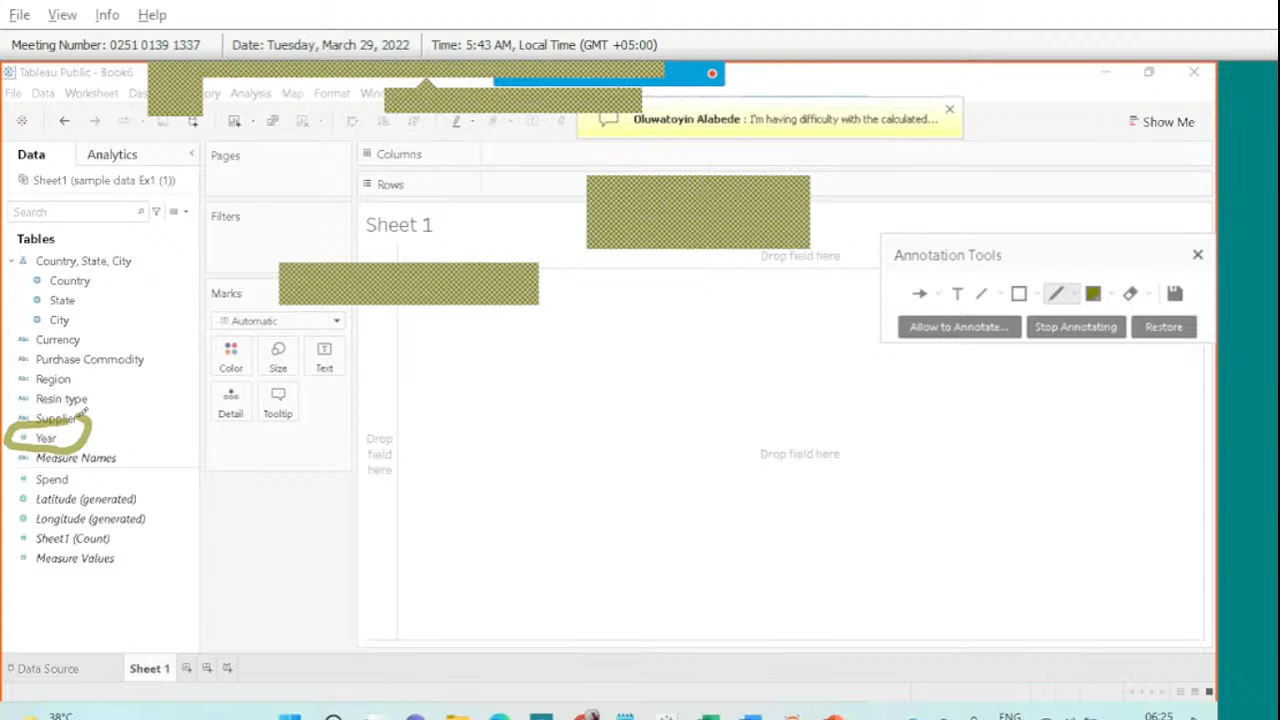 File View Info Help
Meeting Number: 0251 0139 1337 Date: Tuesday, March 29, 2022 Time: 5:43 AM, Local Time (GMT +05:00)
Tableau Public - Book6
File Data Worksheet Analysis Map Format
Oluwatoyin Alabede : I'm having difficulty with the calculated...
Show Me
Data Analytics
Pages
Columns
Sheet1 (sample data Ex1 (1))
Rows
Search
Filters
Sheet 1
Tables
Drop field here
Annotation Tools
Country, State, City
Country
State
City
Marks
Automatic
Allow to Annotate... Stop Annotating Restore
Currency
Purchase Commodity
Region
Resin type
Supplier
Year
Measure Names
Color Size Text
Detail Tooltip
Drop
field
here
Drop field here
Spend
Latitude (generated)
Longitude (generated)
Sheet1 (Count)
Measure Values
Data Source Sheet 1
38°C
ENG
06:25